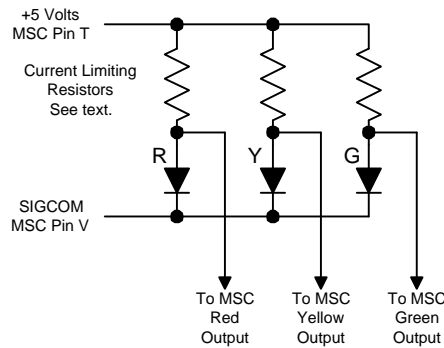 +5 Volts
MSC Pin T
Current Limiting
Resistors
See text.
R
Y
G
SIGCOM
MSC Pin V
To MSC
Red
Output
To MSC
Yellow
Output
To MSC
Green
Output